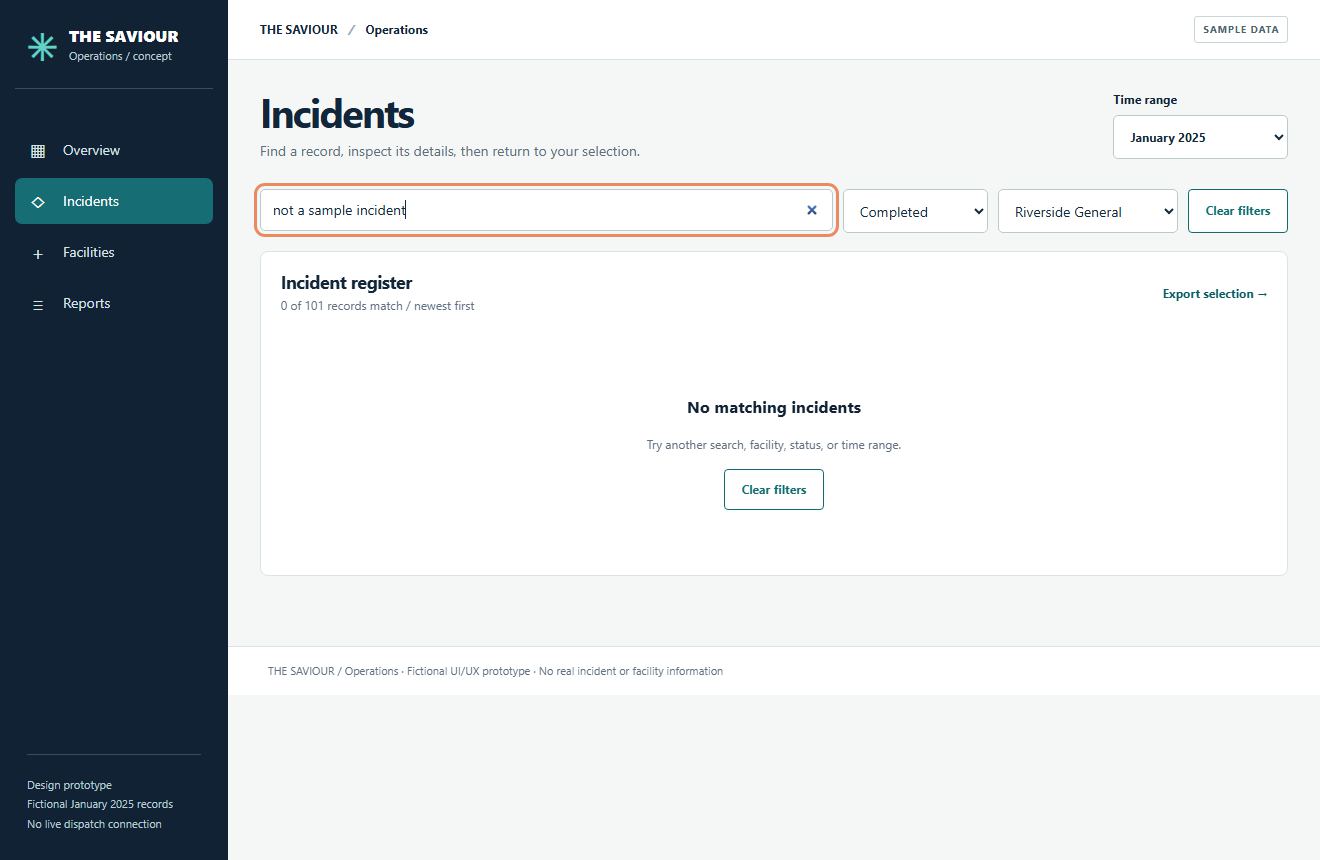 THE SAVIOUR
Operations / concept
Overview
Incidents
Facilities
Reports
Design prototype
Fictional January 2025 records
No live dispatch connection
THE SAVIOUR / Operations
SAMPLE DATA
Incidents
Find a record, inspect its details, then return to your selection.
Time range
January 2025
not a sample incident
Completed
Riverside General
Clear filters
Incident register
0 of 101 records match / newest first
Export selection →
No matching incidents
Try another search, facility, status, or time range.
Clear filters
THE SAVIOUR / Operations · Fictional UI/UX prototype · No real incident or facility information